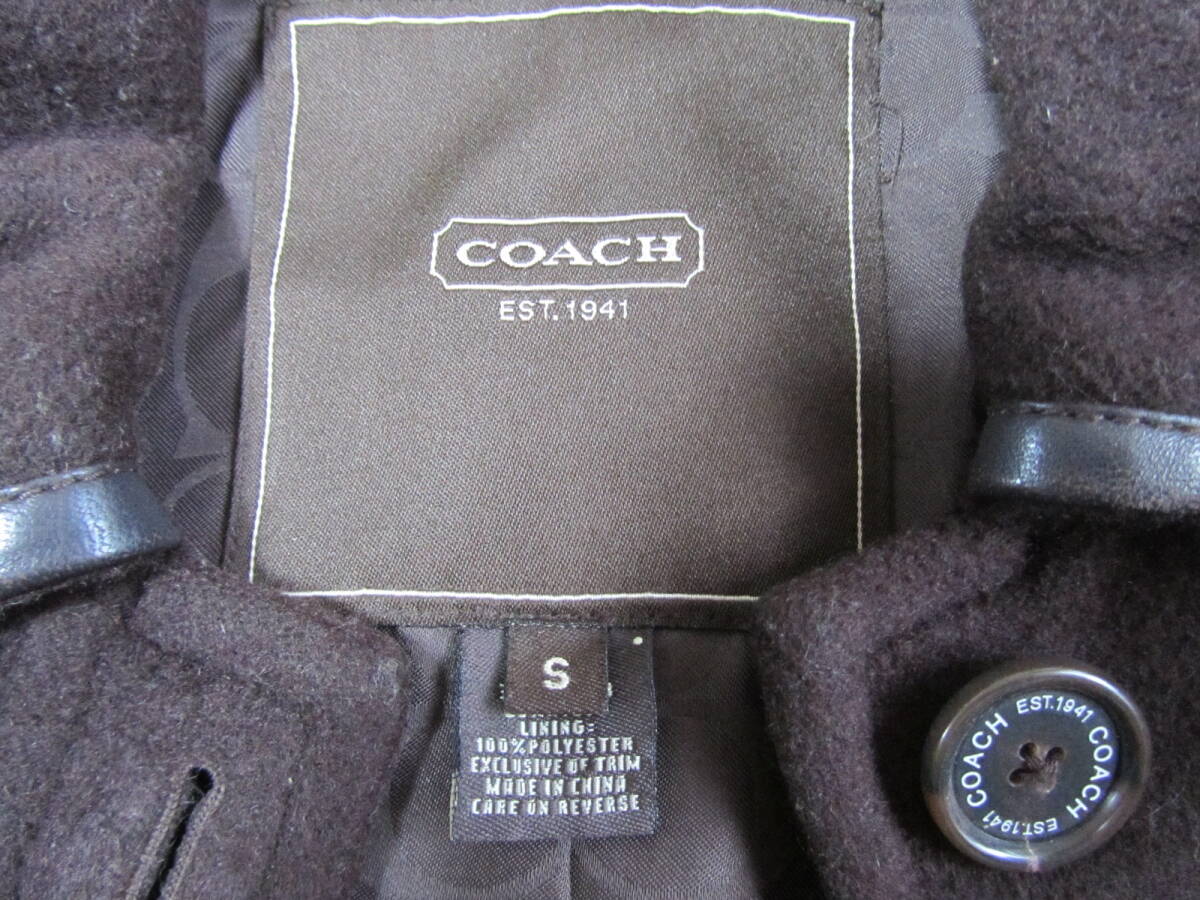 COACH
EST.1941
S
LINING:
100%POLYESTER
EXCLUSIVE OF TRIM
MADE IN CHINA
CARE ON REVERSE
COACH EST.1941 COACH EST.1941